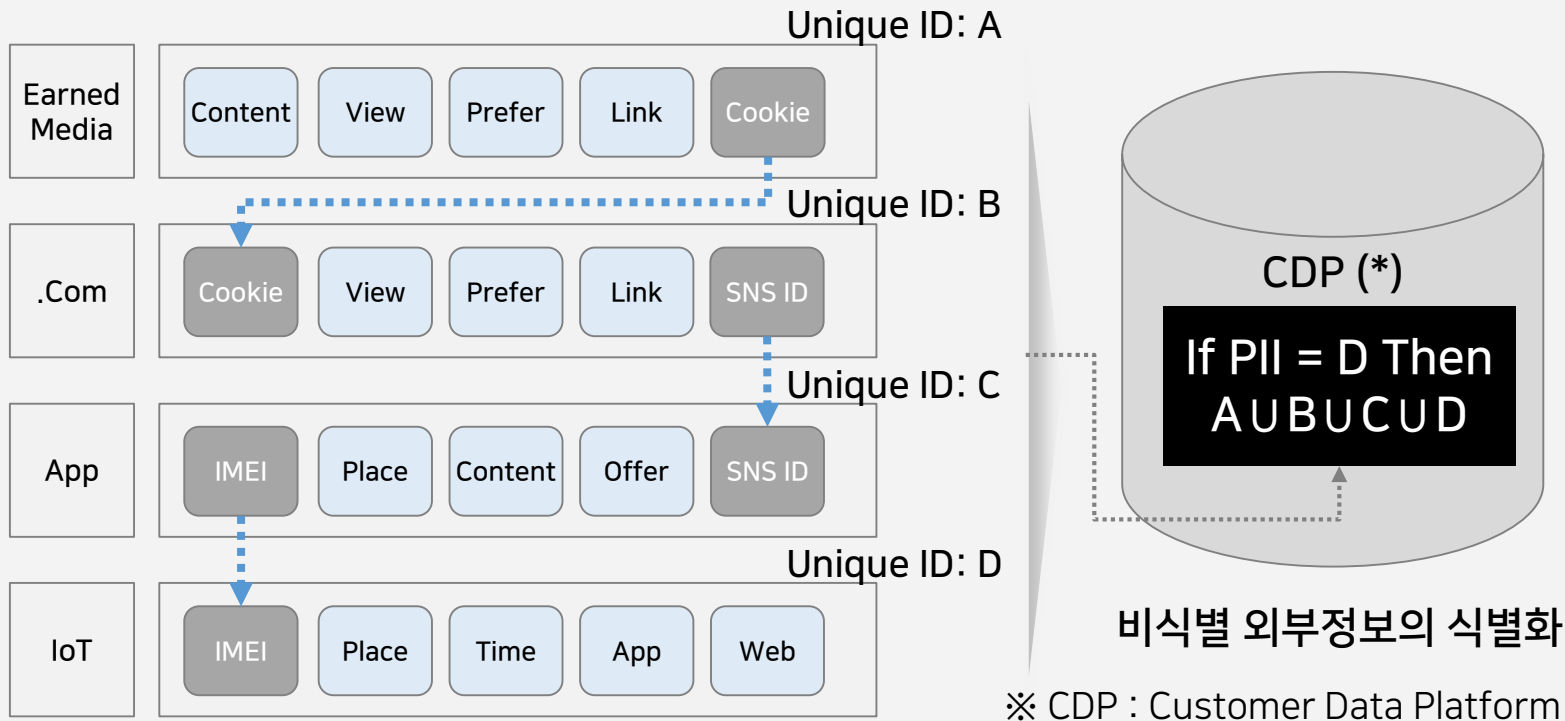 Unique ID: A
Earned
Media
Content
View
Prefer
Link
Cookie
Unique ID: B
.Com
Cookie
View
Prefer
Link
SNS ID
Unique ID: C
App
IMEI
Place
Content
Offer
SNS ID
Unique ID: D
IoT
IMEI
Place
Time
App
Web
CDP (*)
If PII = D Then
A∪B∪C∪D
비식별 외부정보의 식별화
※ CDP : Customer Data Platform